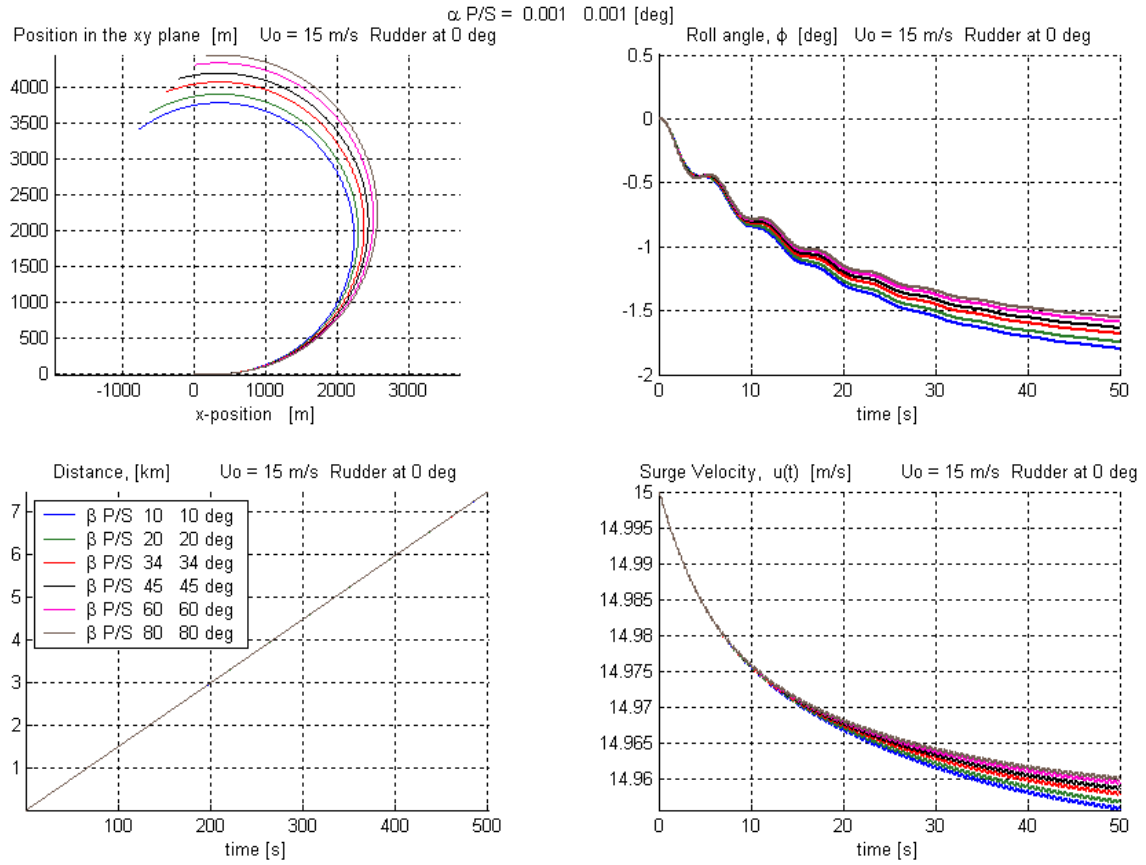 α P/S = 0.001 0.001 [deg]
Position in the xy plane [m] Uo = 15 m/s Rudder at 0 deg
4000
3500
3000
2500
2000
1500
1000
500
0
-1000 0 1000 2000 3000
x-position [m]
Roll angle, ϕ [deg] Uo = 15 m/s Rudder at 0 deg
0.5
0
-0.5
-1
-1.5
-2
0 10 20 30 40 50
time [s]
Distance, [km] Uo = 15 m/s Rudder at 0 deg
7
6
5
4
3
2
1
β P/S 10 10 deg
β P/S 20 20 deg
β P/S 34 34 deg
β P/S 45 45 deg
β P/S 60 60 deg
β P/S 80 80 deg
100 200 300 400 500
time [s]
Surge Velocity, u(t) [m/s] Uo = 15 m/s Rudder at 0 deg
15
14.995
14.99
14.985
14.98
14.975
14.97
14.965
14.96
0 10 20 30 40 50
time [s]